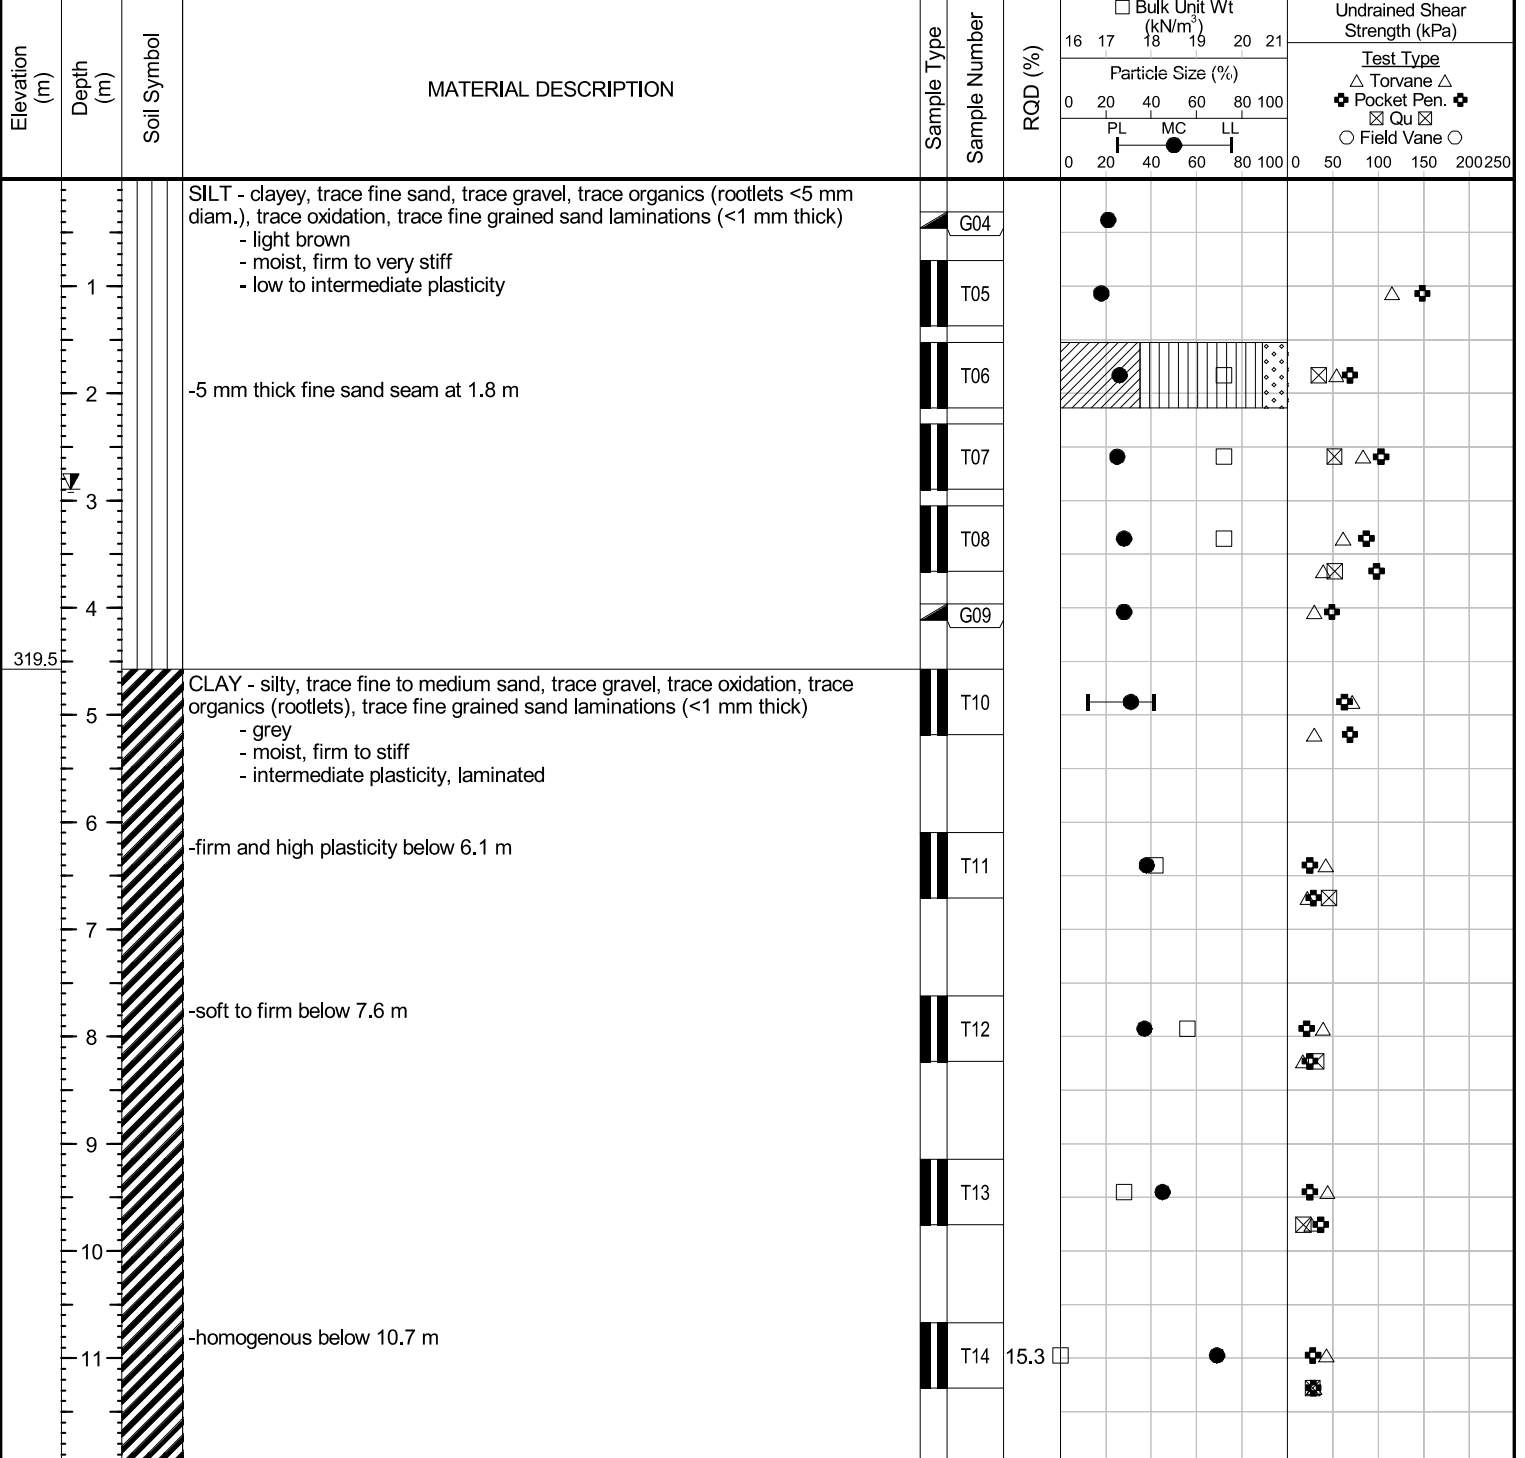 Elevation
(m)
Depth
(m)
Soil Symbol
MATERIAL DESCRIPTION
Sample Type
Sample Number
RQD (%)
Bulk Unit Wt
(kN/m³)
16 17 18 19 20 21
Particle Size (%)
0 20 40 60 80 100
PL MC LL
0 20 40 60 80 100
Undrained Shear
Strength (kPa)
Test Type
Torvane
Pocket Pen.
Qu
Field Vane
0 50 100 150 200 250
SILT - clayey, trace fine sand, trace gravel, trace organics (rootlets <5 mm
diam.), trace oxidation, trace fine grained sand laminations (<1 mm thick)
- light brown
- moist, firm to very stiff
- low to intermediate plasticity
G04
1
T05
-5 mm thick fine sand seam at 1.8 m
T06
2
T07
3
T08
4
G09
319.5
CLAY - silty, trace fine to medium sand, trace gravel, trace oxidation, trace
organics (rootlets), trace fine grained sand laminations (<1 mm thick)
- grey
- moist, firm to stiff
- intermediate plasticity, laminated
T10
5
6
-firm and high plasticity below 6.1 m
T11
7
-soft to firm below 7.6 m
T12
8
9
T13
10
-homogenous below 10.7 m
T14
15.3
11